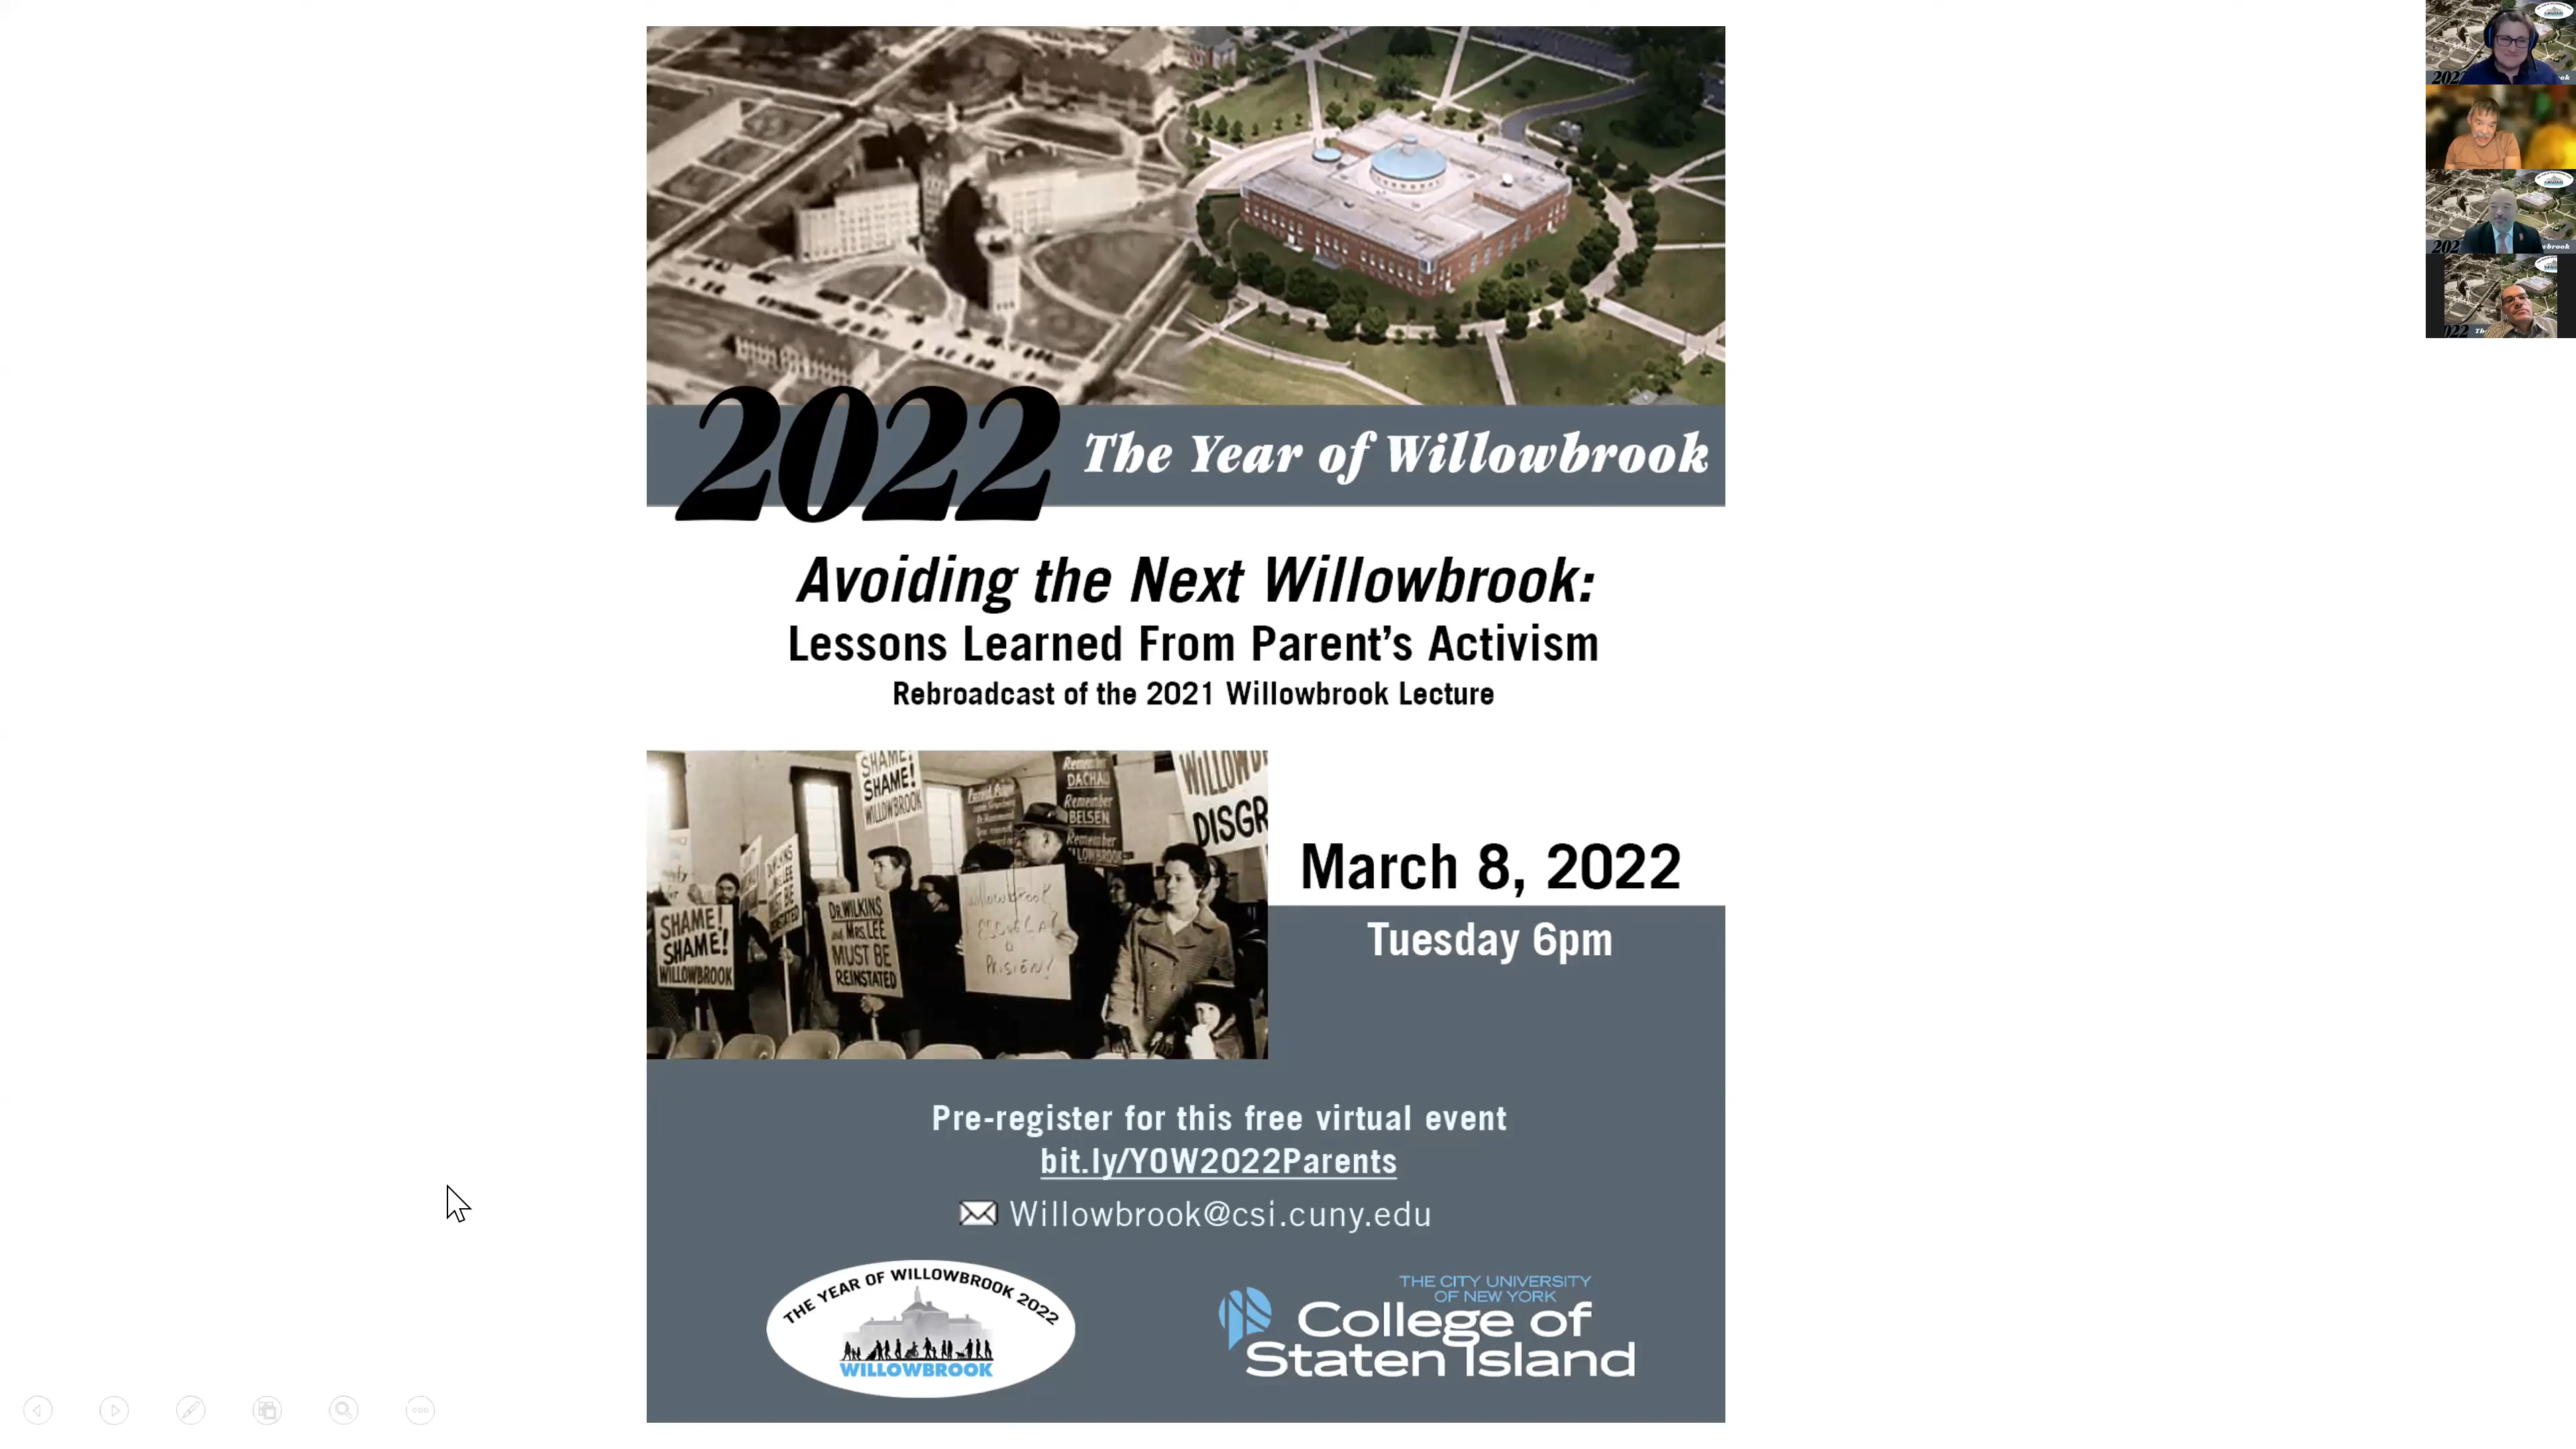 2022 The Year of Willowbrook
Avoiding the Next Willowbrook:
Lessons Learned From Parent's Activism
Rebroadcast of the 2021 Willowbrook Lecture
SHAME!
SHAME!
WILLOWBROOK
Remember
DACHAU
Remember
BELSEN
Remember
DISGR
SHAME!
SHAME!
WILLOWBROOK
DR. WILKINS
and MRS. LEE
MUST BE
REINSTATED
Willowbrook
PRISIÓN?
March 8, 2022
Tuesday 6pm
Pre-register for this free virtual event
bit.ly/YOW2022Parents
Willowbrook@csi.cuny.edu
THE YEAR OF WILLOWBROOK 2022
WILLOWBROOK
THE CITY UNIVERSITY
OF NEW YORK
College of
Staten Island